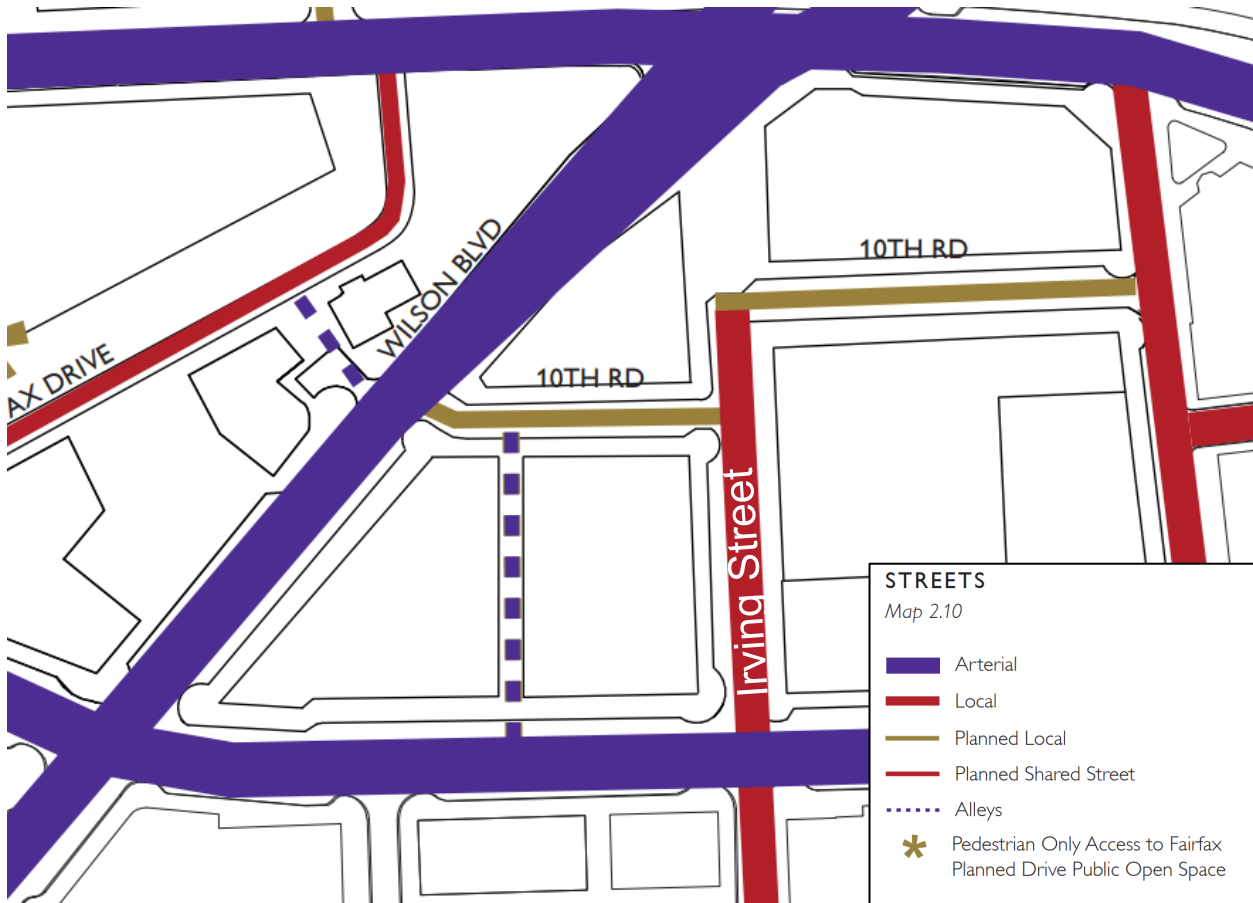 10TH RD
WILSON BLVD
AX DRIVE
10TH RD
Irving Street
STREETS
Map 2.10
Arterial
Local
Planned Local
Planned Shared Street
Alleys
Pedestrian Only Access to Fairfax
Planned Drive Public Open Space